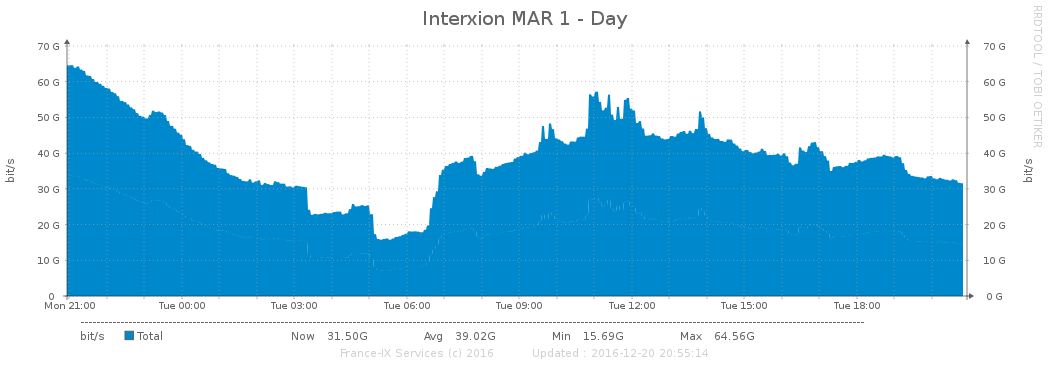 Interxion MAR 1 - Day
RRDTOOL / TOBI OETIKER
70 G 70 G
60 G 60 G
50 G 50 G
40 G 40 G
30 G 30 G
20 G 20 G
10 G 10 G
0 0 G
bit/s bit/s
Mon 21:00 Tue 00:00 Tue 03:00 Tue 06:00 Tue 09:00 Tue 12:00 Tue 15:00 Tue 18:00
bit/s Total Now 31.50G Avg 39.02G Min 15.69G Max 64.56G
France-IX Services (c) 2016 Updated : 2016-12-20 20:55:14